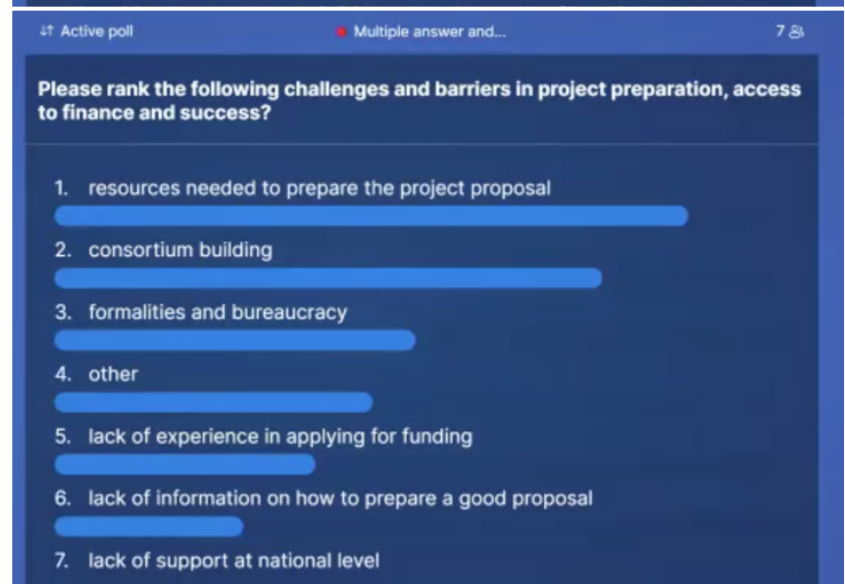 Active poll
Multiple answer and...
7
Please rank the following challenges and barriers in project preparation, access
to finance and success?
1. resources needed to prepare the project proposal
2. consortium building
3. formalities and bureaucracy
4. other
5. lack of experience in applying for funding
6. lack of information on how to prepare a good proposal
7. lack of support at national level